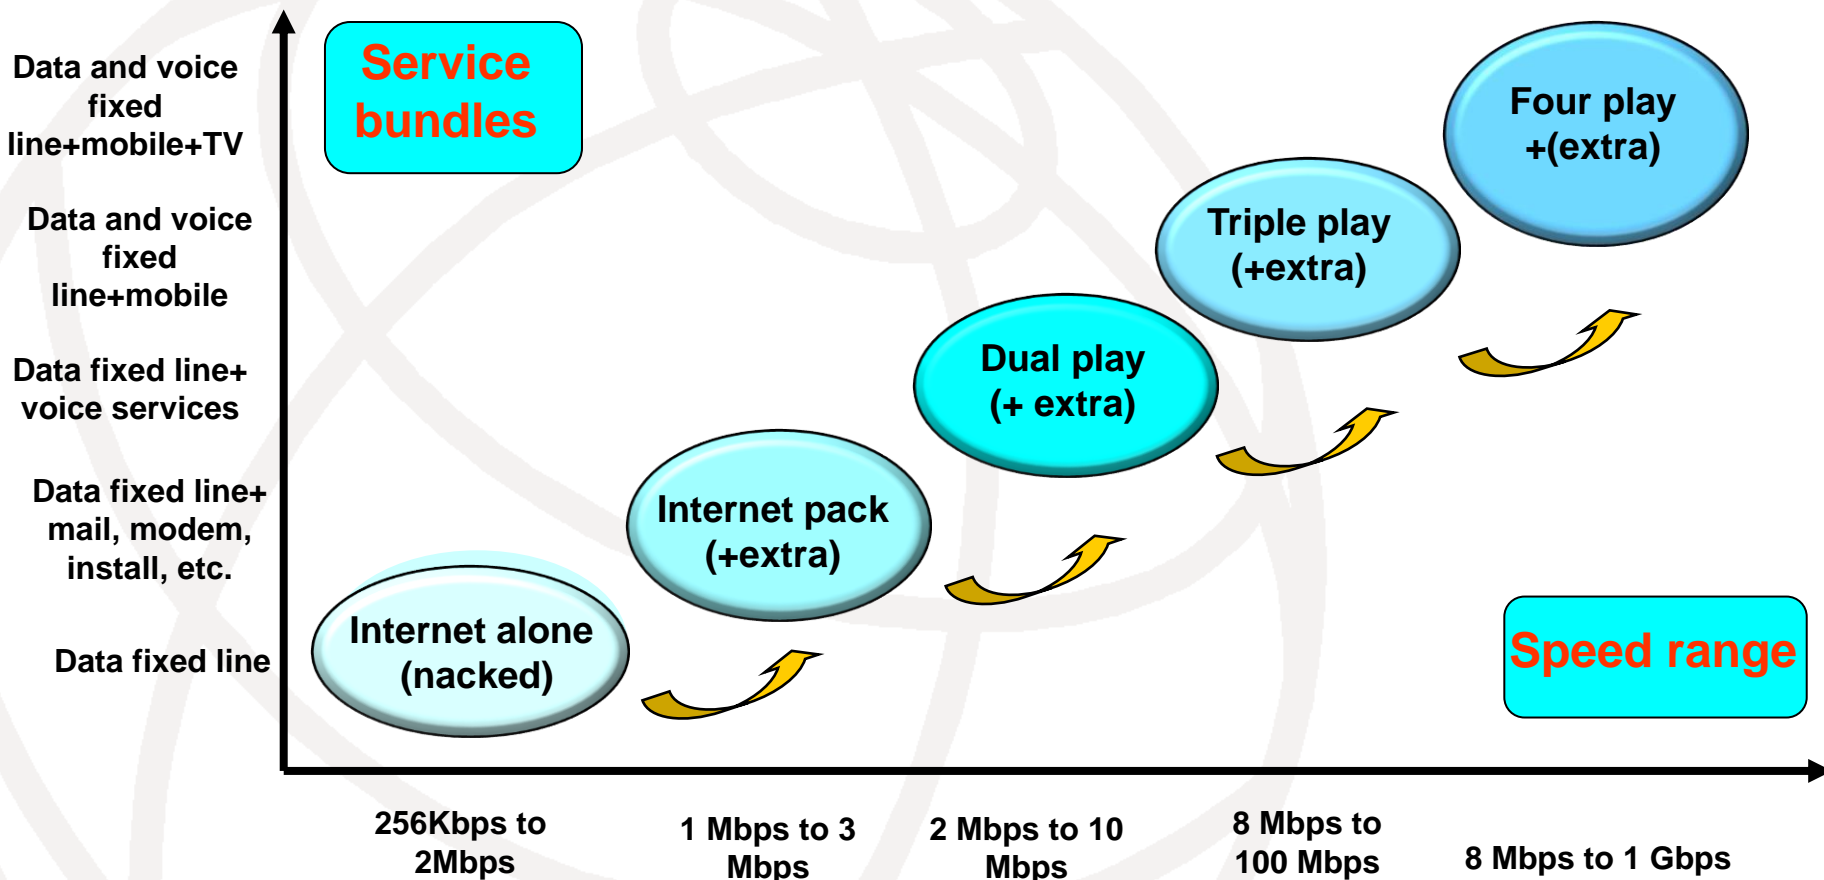 Data and voice
fixed
line+mobile+TV
Service
bundles
Four play
+(extra)
Data and voice
fixed
line+mobile
Triple play
(+extra)
Data fixed line+
voice services
Dual play
(+ extra)
Data fixed line+
mail, modem,
install, etc.
Internet pack
(+extra)
Data fixed line
Internet alone
(nacked)
Speed range
256Kbps to
2Mbps
1 Mbps to 3
Mbps
2 Mbps to 10
Mbps
8 Mbps to
100 Mbps
8 Mbps to 1 Gbps